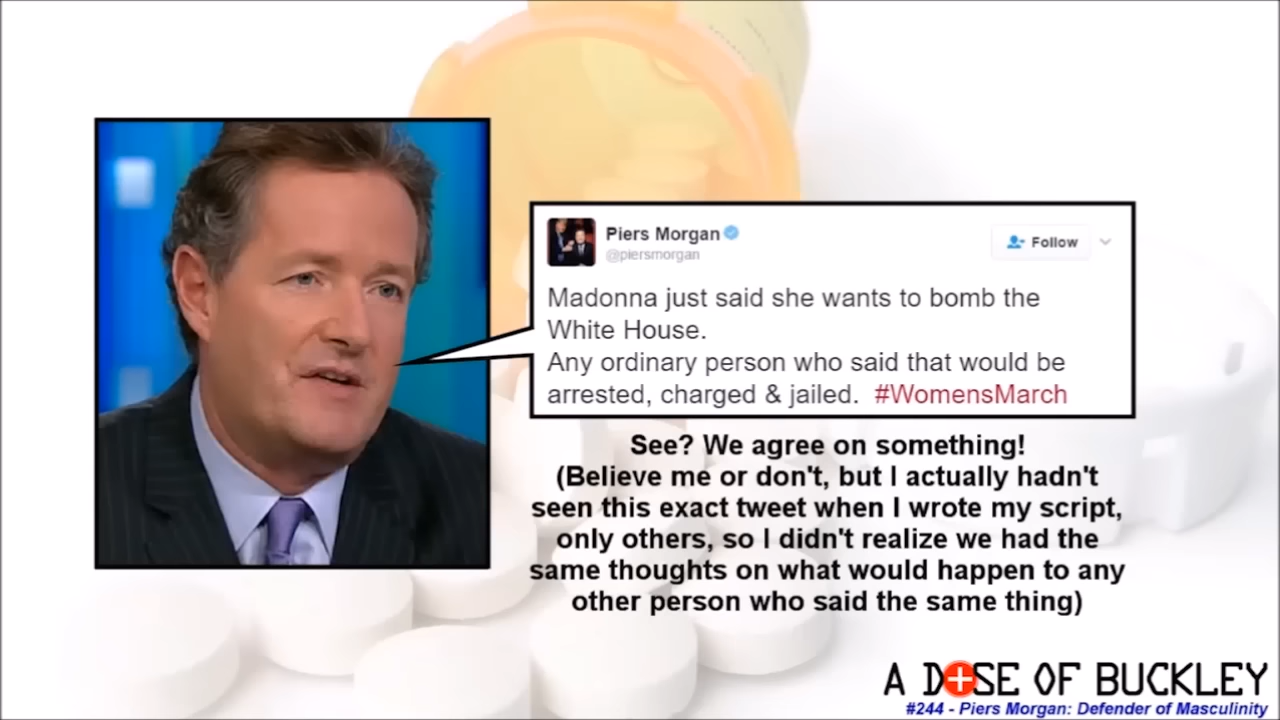 Piers Morgan
@piersmorgan
Follow
Madonna just said she wants to bomb the
White House.
Any ordinary person who said that would be
arrested, charged & jailed. #WomensMarch
See? We agree on something!
(Believe me or don't, but I actually hadn't
seen this exact tweet when I wrote my script,
only others, so I didn't realize we had the
same thoughts on what would happen to any
other person who said the same thing)
A DOSE OF BUCKLEY
#244 - Piers Morgan: Defender of Masculinity